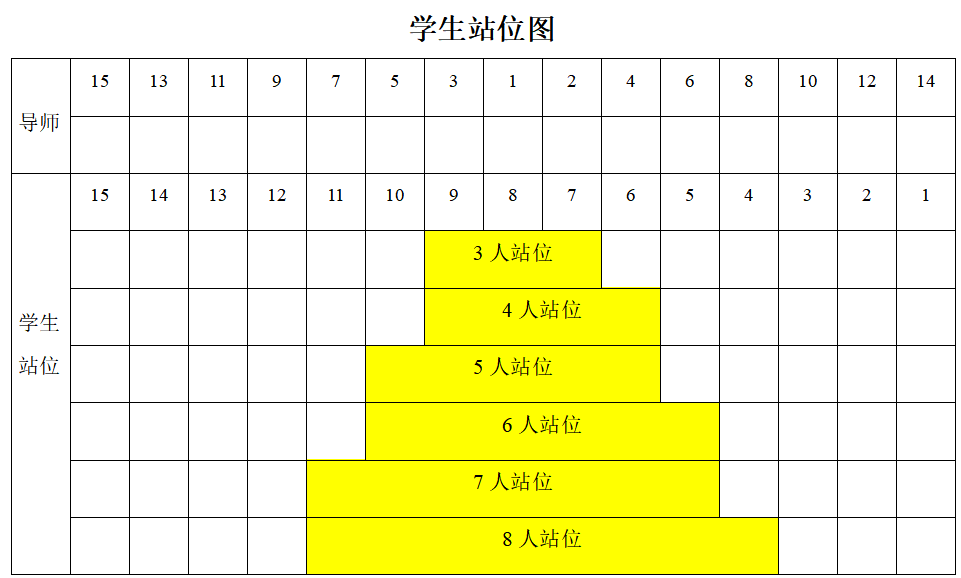 学生站位图
导师 15 13 11 9 7 5 3 1 2 4 6 8 10 12 14
学生站位 15 14 13 12 11 10 9 8 7 6 5 4 3 2 1
3 人站位
4 人站位
5 人站位
6 人站位
7 人站位
8 人站位